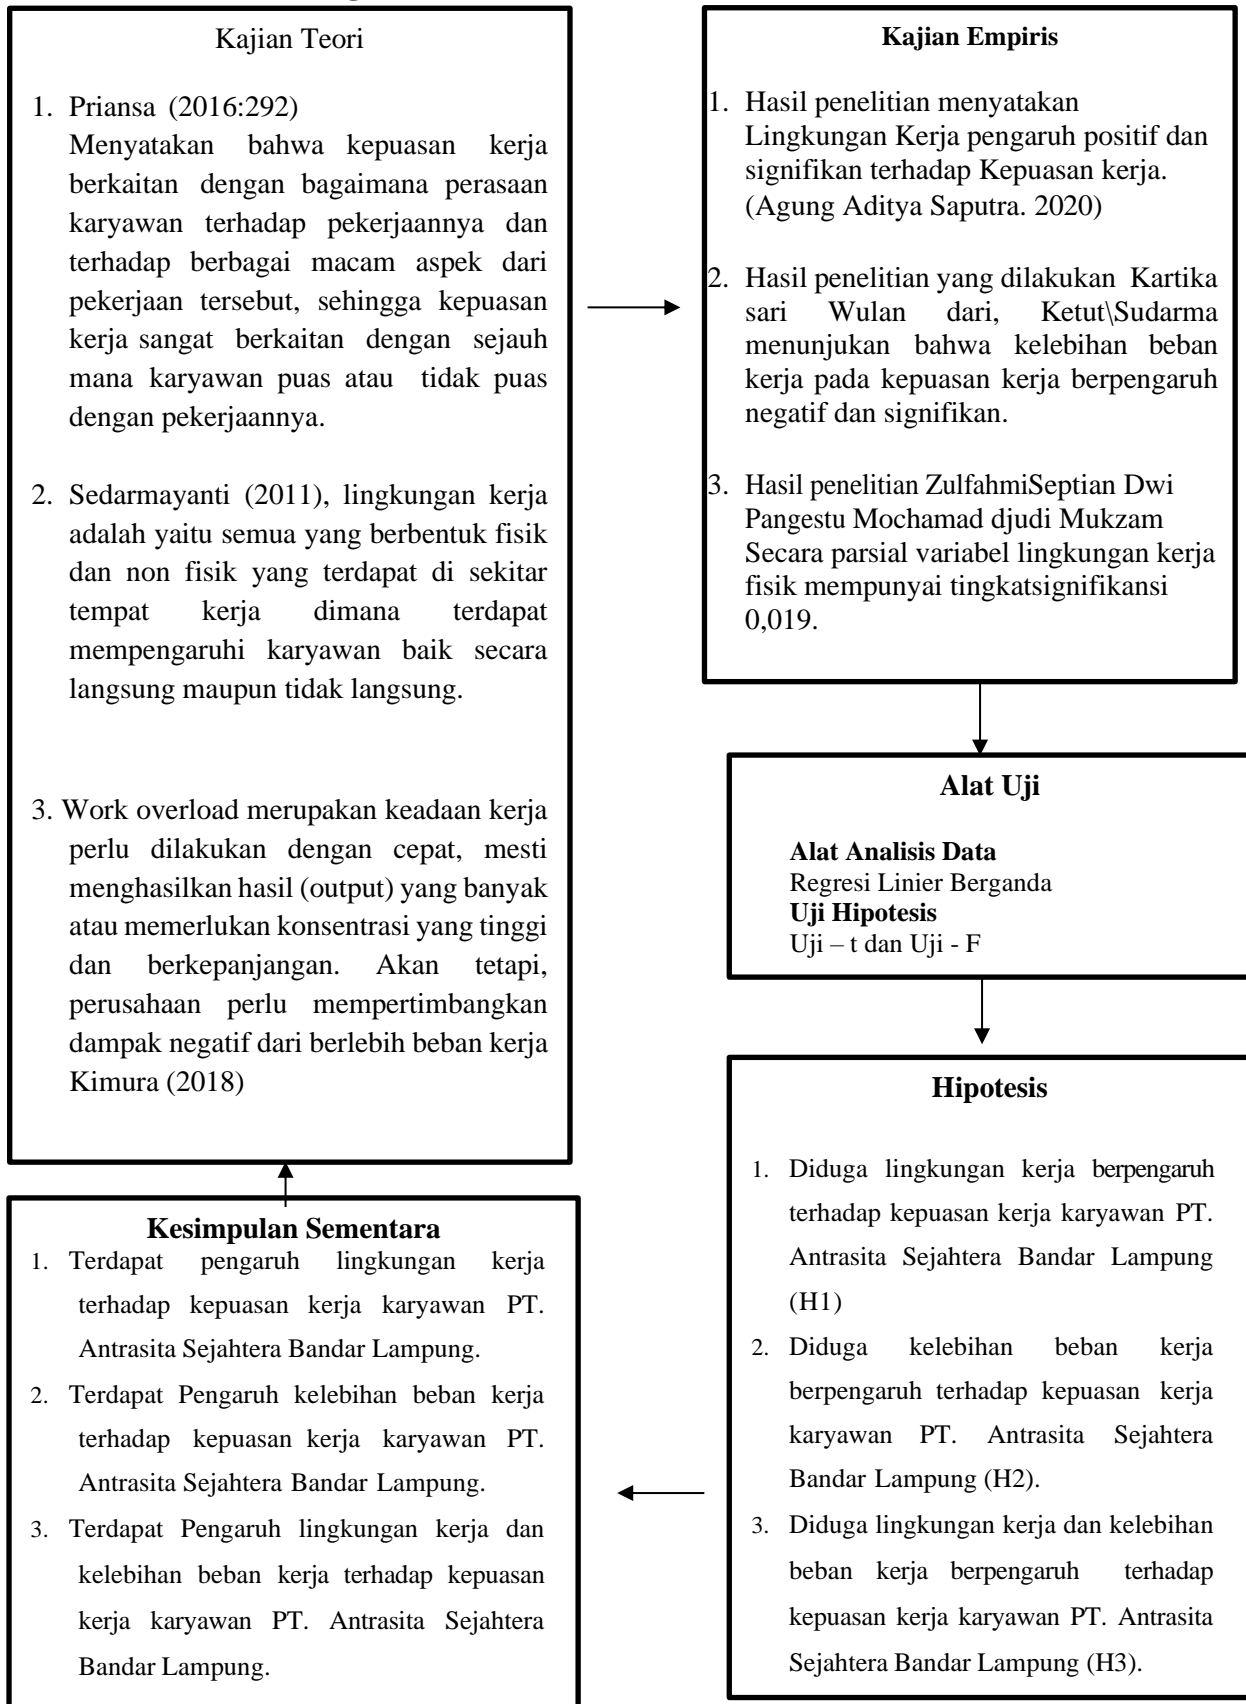 Kajian Teori
1. Priansa (2016:292)
Menyatakan bahwa kepuasan kerja
berkaitan dengan bagaimana perasaan
karyawan terhadap pekerjaannya dan
terhadap berbagai macam aspek dari
pekerjaan tersebut, sehingga kepuasan
kerja sangat berkaitan dengan sejauh
mana karyawan puas atau tidak puas
dengan pekerjaannya.
2. Sedarmayanti (2011), lingkungan kerja
adalah yaitu semua yang berbentuk fisik
dan non fisik yang terdapat di sekitar
tempat kerja dimana terdapat
mempengaruhi karyawan baik secara
langsung maupun tidak langsung.
3. Work overload merupakan keadaan kerja
perlu dilakukan dengan cepat, mesti
menghasilkan hasil (output) yang banyak
atau memerlukan konsentrasi yang tinggi
dan berkepanjangan. Akan tetapi,
perusahaan perlu mempertimbangkan
dampak negatif dari berlebih beban kerja
Kimura (2018)
Kajian Empiris
1. Hasil penelitian menyatakan
Lingkungan Kerja pengaruh positif dan
signifikan terhadap Kepuasan kerja.
(Agung Aditya Saputra. 2020)
2. Hasil penelitian yang dilakukan Kartika
sari Wulan dari, Ketut\Sudarma
menunjukan bahwa kelebihan beban
kerja pada kepuasan kerja berpengaruh
negatif dan signifikan.
3. Hasil penelitian ZulfahmiSeptian Dwi
Pangestu Mochamad djudi Mukzam
Secara parsial variabel lingkungan kerja
fisik mempunyai tingkatsignifikansi
0,019.
Alat Uji
Alat Analisis Data
Regresi Linier Berganda
Uji Hipotesis
Uji – t dan Uji - F
Hipotesis
1. Diduga lingkungan kerja berpengaruh
terhadap kepuasan kerja karyawan PT.
Antrasita Sejahtera Bandar Lampung
(H1)
2. Diduga kelebihan beban kerja
berpengaruh terhadap kepuasan kerja
karyawan PT. Antrasita Sejahtera
Bandar Lampung (H2).
3. Diduga lingkungan kerja dan kelebihan
beban kerja berpengaruh terhadap
kepuasan kerja karyawan PT. Antrasita
Sejahtera Bandar Lampung (H3).
Kesimpulan Sementara
1. Terdapat pengaruh lingkungan kerja
terhadap kepuasan kerja karyawan PT.
Antrasita Sejahtera Bandar Lampung.
2. Terdapat Pengaruh kelebihan beban kerja
terhadap kepuasan kerja karyawan PT.
Antrasita Sejahtera Bandar Lampung.
3. Terdapat Pengaruh lingkungan kerja dan
kelebihan beban kerja terhadap kepuasan
kerja karyawan PT. Antrasita Sejahtera
Bandar Lampung.